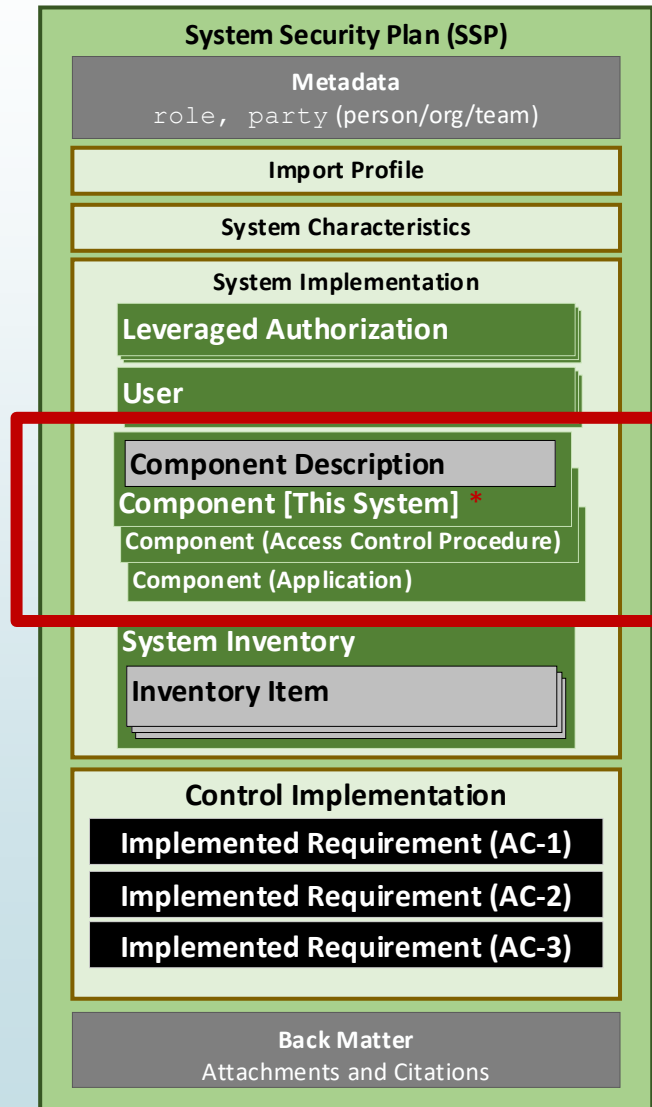 System Security Plan (SSP)
Metadata
role, party (person/org/team)
Import Profile
System Characteristics
System Implementation
Leveraged Authorization
User
Component Description
Component [This System] *
Component (Access Control Procedure)
Component (Application)
System Inventory
Inventory Item
Control Implementation
Implemented Requirement (AC-1)
Implemented Requirement (AC-2)
Implemented Requirement (AC-3)
Back Matter
Attachments and Citations